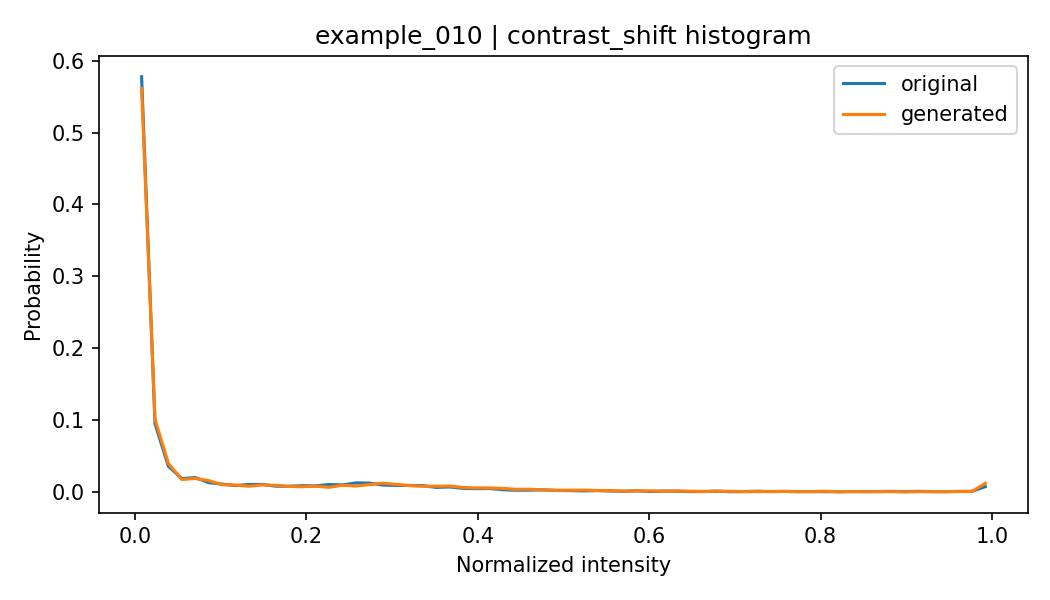 example_010 | contrast_shift histogram
original
generated
Probability
0.6
0.5
0.4
0.3
0.2
0.1
0.0
0.0 0.2 0.4 0.6 0.8 1.0
Normalized intensity